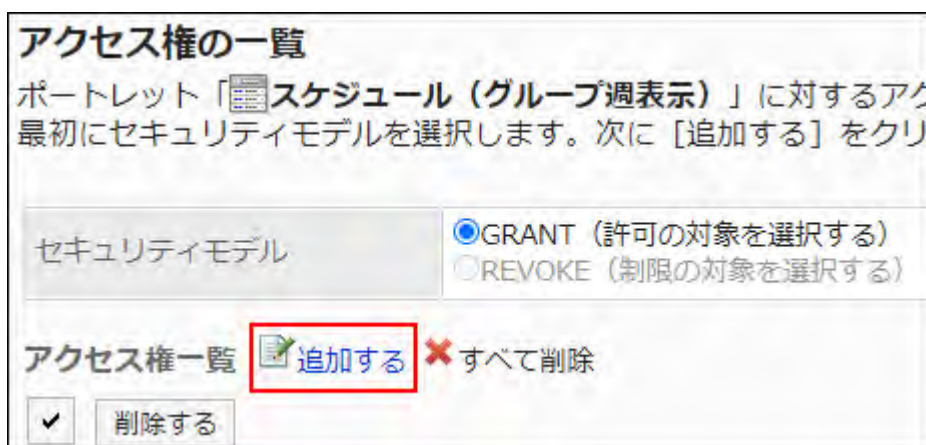 アクセス権の一覧
ポートレット「スケジュール（グループ週表示）」に対するアク
最初にセキュリティモデルを選択します。次に［追加する］をクリ
セキュリティモデル
GRANT（許可の対象を選択する）
REVOKE（制限の対象を選択する）
アクセス権一覧 追加する すべて削除
削除する